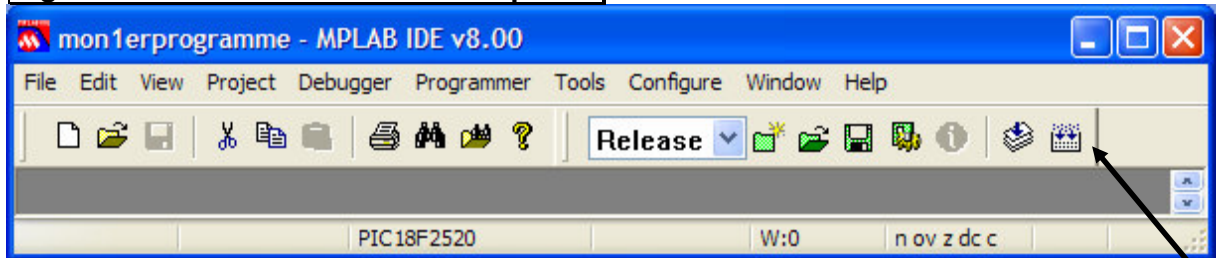 mon1erprogramme - MPLAB IDE v8.00
File Edit View Project Debugger Programmer Tools Configure Window Help
Release
PIC18F2520 W:0 n ov z dc c